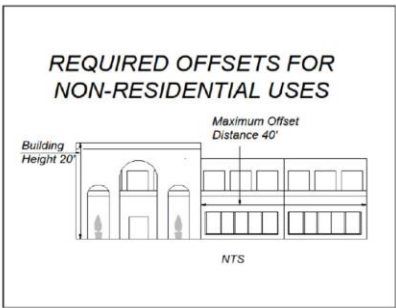 REQUIRED OFFSETS FOR
NON-RESIDENTIAL USES
Maximum Offset
Distance 40'
Building
Height 20'
NTS